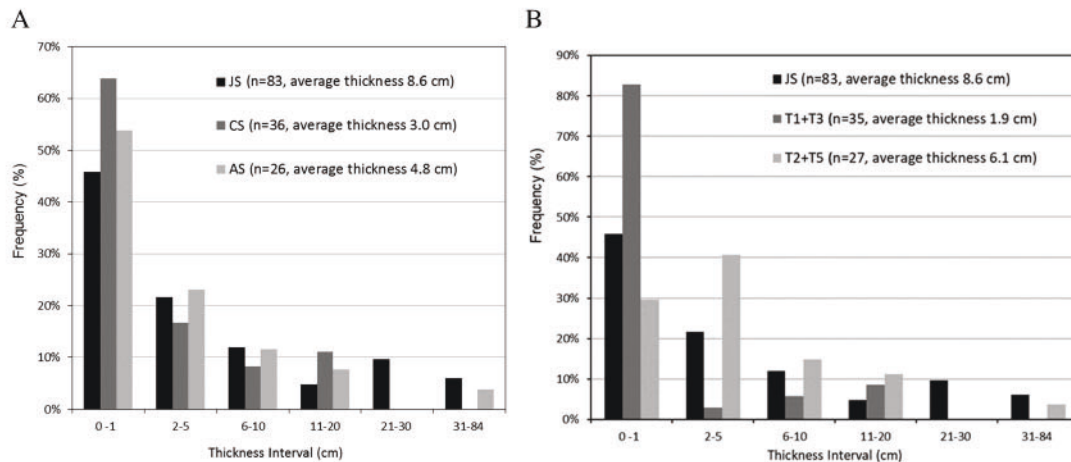 A
70%
60%
50%
40%
30%
20%
10%
0%
Frequency (%)
JS (n=83, average thickness 8.6 cm)
CS (n=36, average thickness 3.0 cm)
AS (n=26, average thickness 4.8 cm)
0 -1 2-5 6-10 11-20 21-30 31-84
Thickness Interval (cm)
B
90%
80%
70%
60%
50%
40%
30%
20%
10%
0%
Frequency (%)
JS (n=83, average thickness 8.6 cm)
T1+T3 (n=35, average thickness 1.9 cm)
T2+T5 (n=27, average thickness 6.1 cm)
0 -1 2-5 6-10 11-20 21-30 31-84
Thickness Interval (cm)